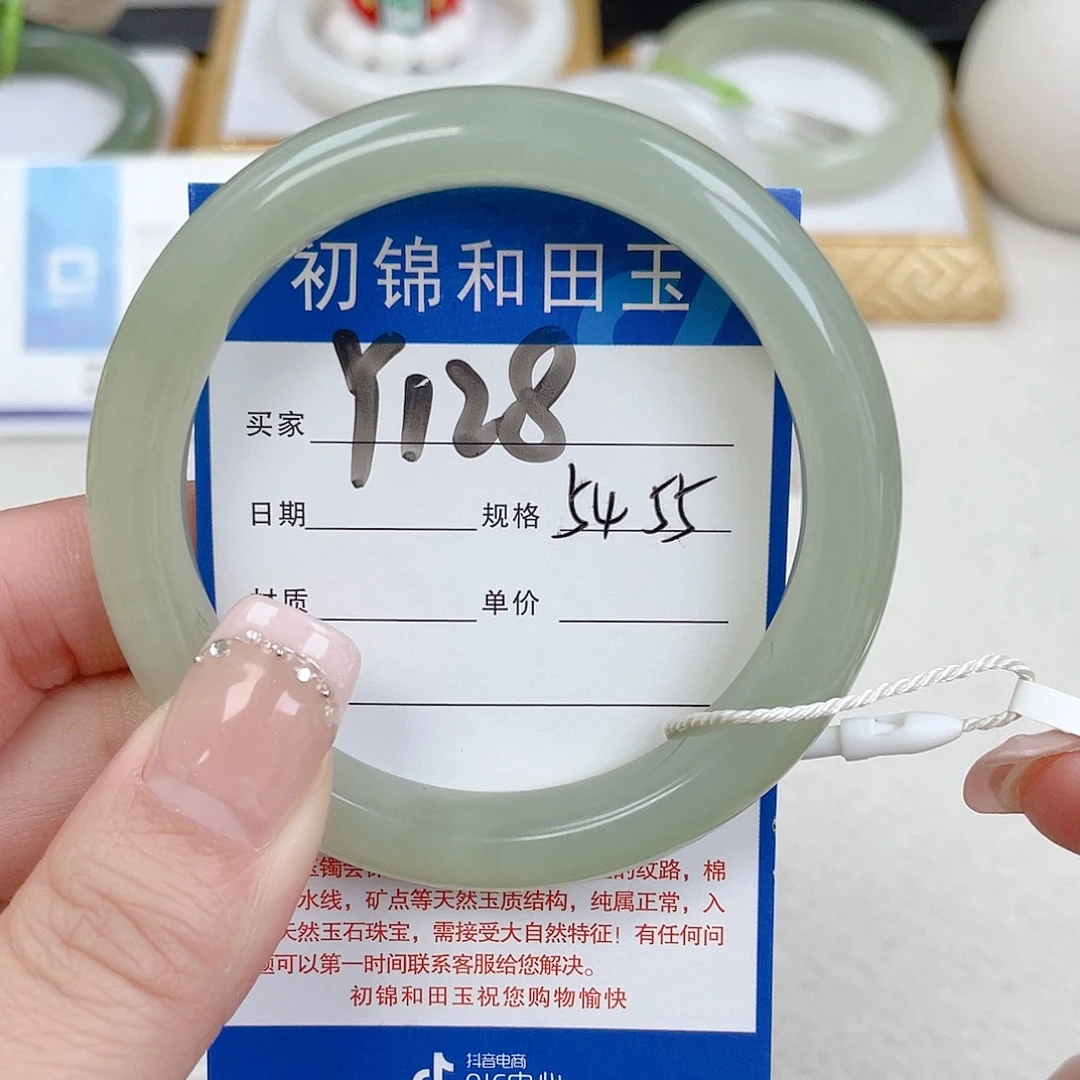 初锦和田玉
买家 Y128
日期 规格 54 55
材质 单价
的纹路，棉
水线，矿点等天然玉质结构，纯属正常，入
天然玉石珠宝，需接受大自然特征！有任何问
题可以第一时间联系客服给您解决。
初锦和田玉祝您购物愉快
抖音电商